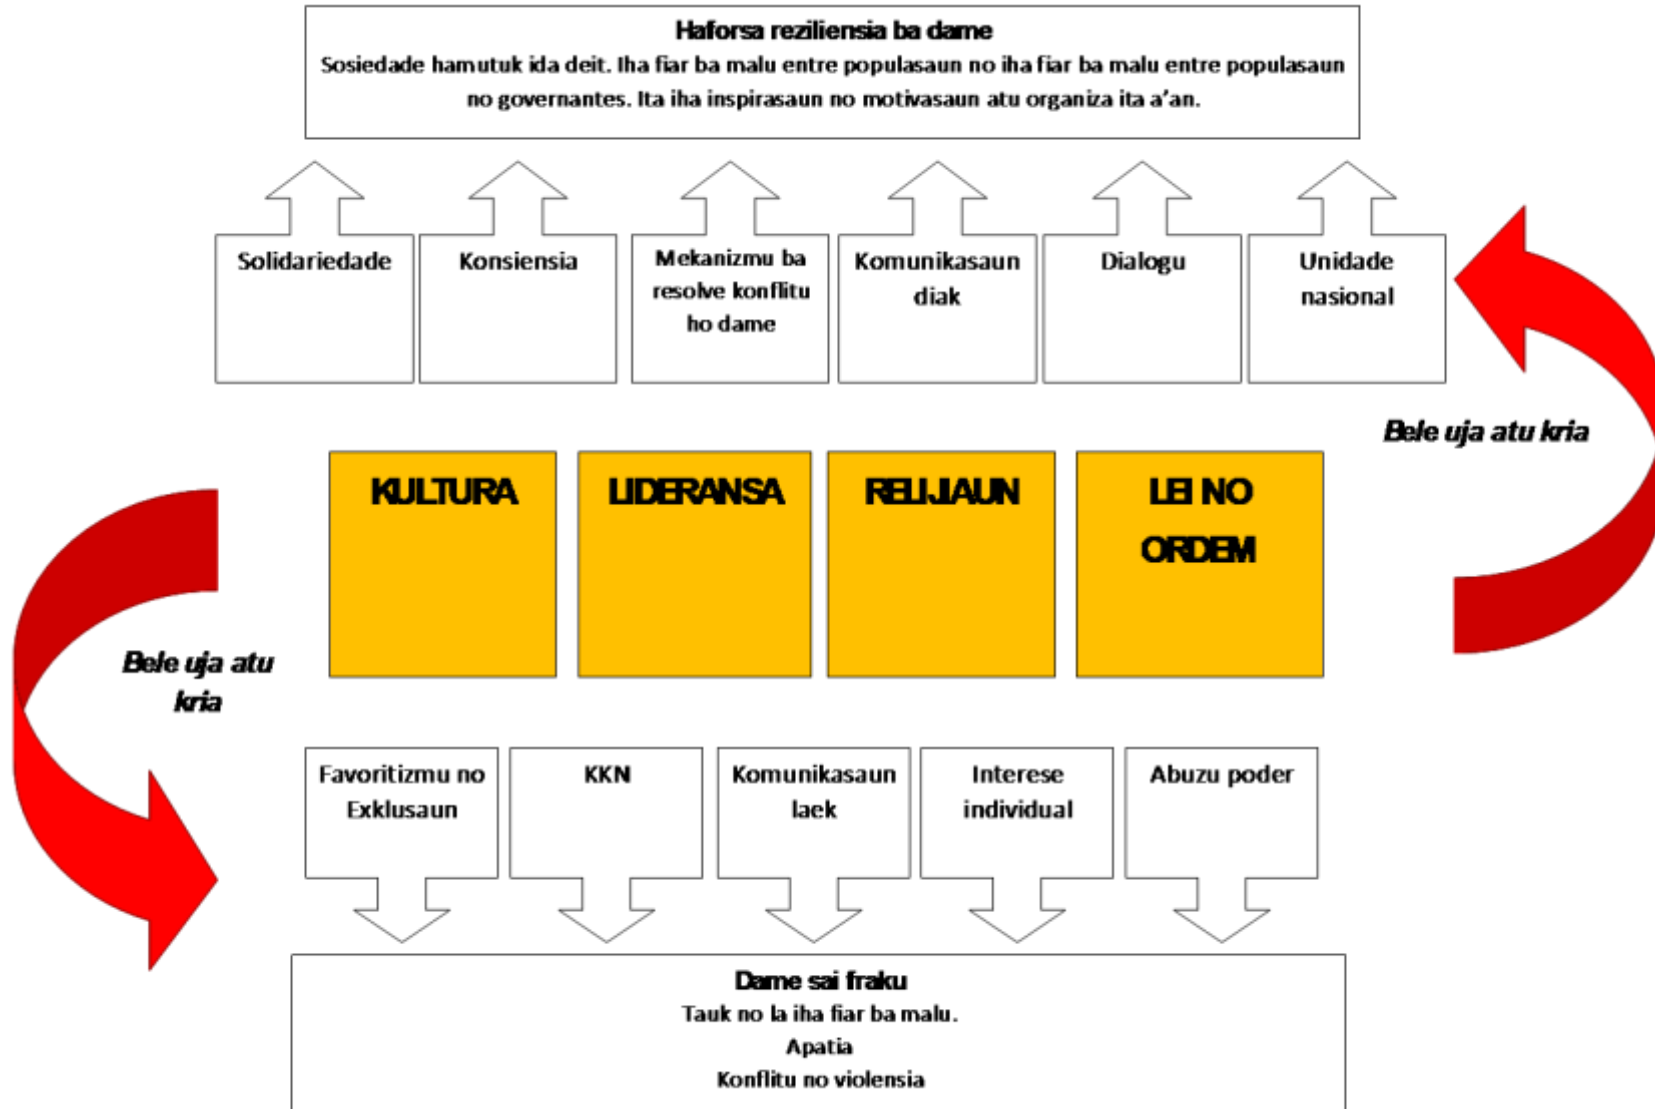 Haforsa reziliensia ba dame
Sosiedade hamutuk ida deit. Iha fiar ba malu entre populasaun no iha fiar ba malu entre populasaun
no governantes. Ita iha inspirasaun no motivasaun atu organiza ita a’an.
Solidariedade
Konsiensia
Mekanizmu ba
resolve konflitu
ho dame
Komunikasaun
diak
Dialogu
Unidade
nasional
Bele uja atu kria
KULTURA
LIDERANSA
RELIJIAUN
LEI NO
ORDEM
Bele uja atu
kria
Favoritizmu no
Exklusaun
KKN
Komunikasaun
laek
Interese
individual
Abuzu poder
Dame sai fraku
Tauk no la iha fiar ba malu.
Apatia
Konflitu no violensia